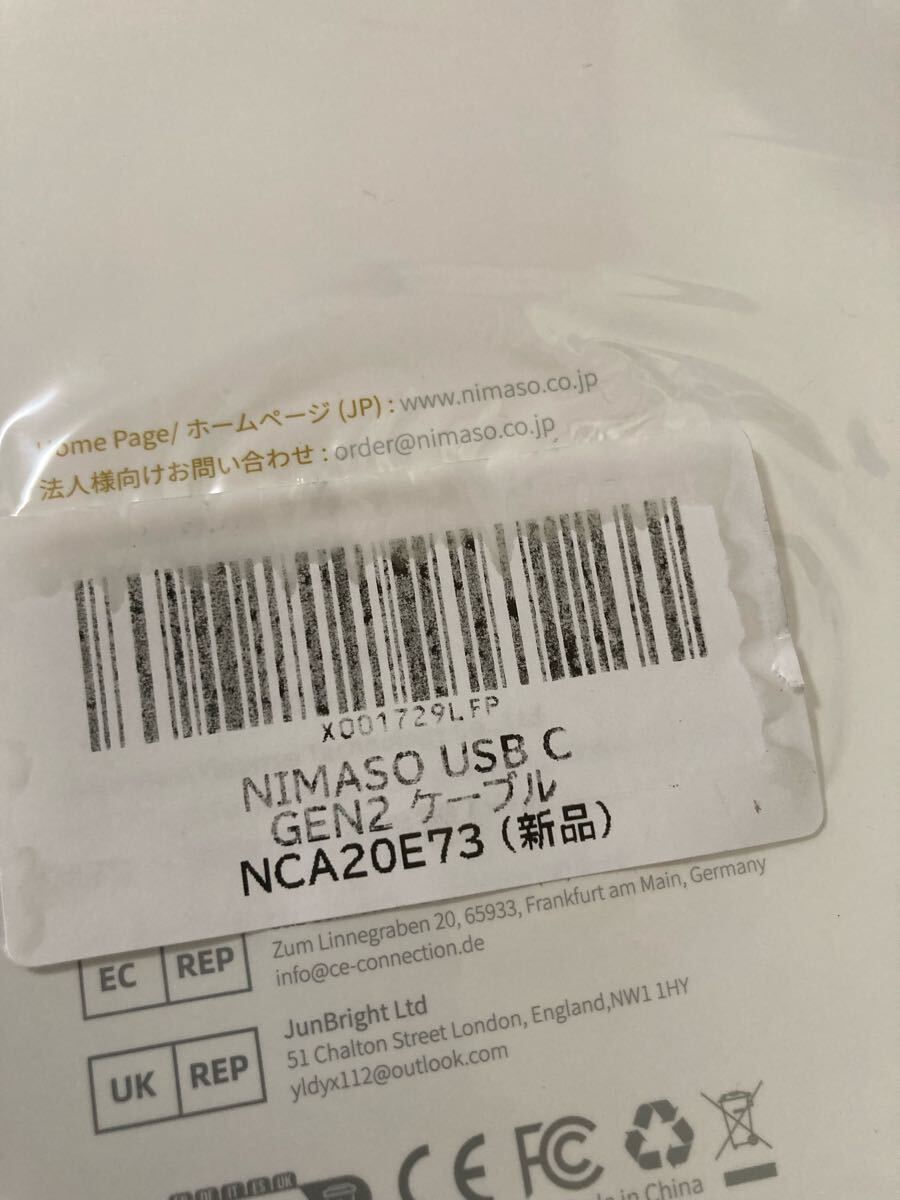 Home Page/ ホームページ (JP) : www.nimaso.co.jp
法人様向けお問い合わせ : order@nimaso.co.jp
X001729LFP
NIMASO USB C
GEN2 ケーブル
NCA20E73 (新品)
Zum Linnegraben 20, 65933, Frankfurt am Main, Germany
EC REP
info@ce-connection.de
JunBright Ltd
51 Chalton Street London, England,NW1 1HY
UK REP
yldyx112@outlook.com
CE FC
in China